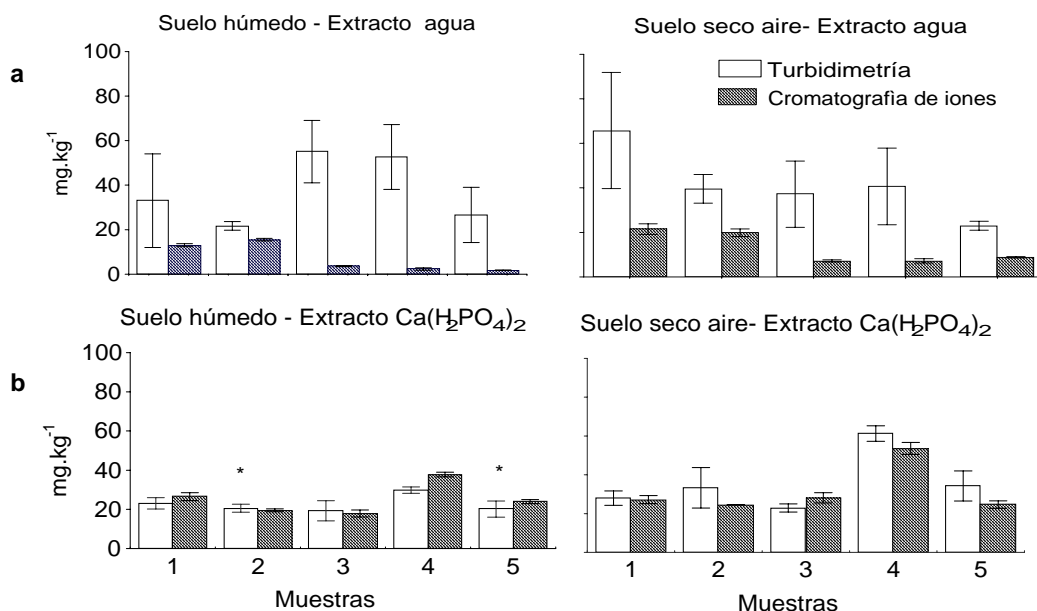 Suelo húmedo - Extracto agua
Suelo seco aire- Extracto agua
a
100
80
60
40
20
0
mg.kg-1
Turbidimetría
Cromatografìa de iones
Suelo húmedo - Extracto Ca(H2PO4)2
Suelo seco aire- Extracto Ca(H2PO4)2
b
100
80
60
40
20
0
mg.kg-1
* *
1 2 3 4 5
1 2 3 4 5
Muestras
Muestras